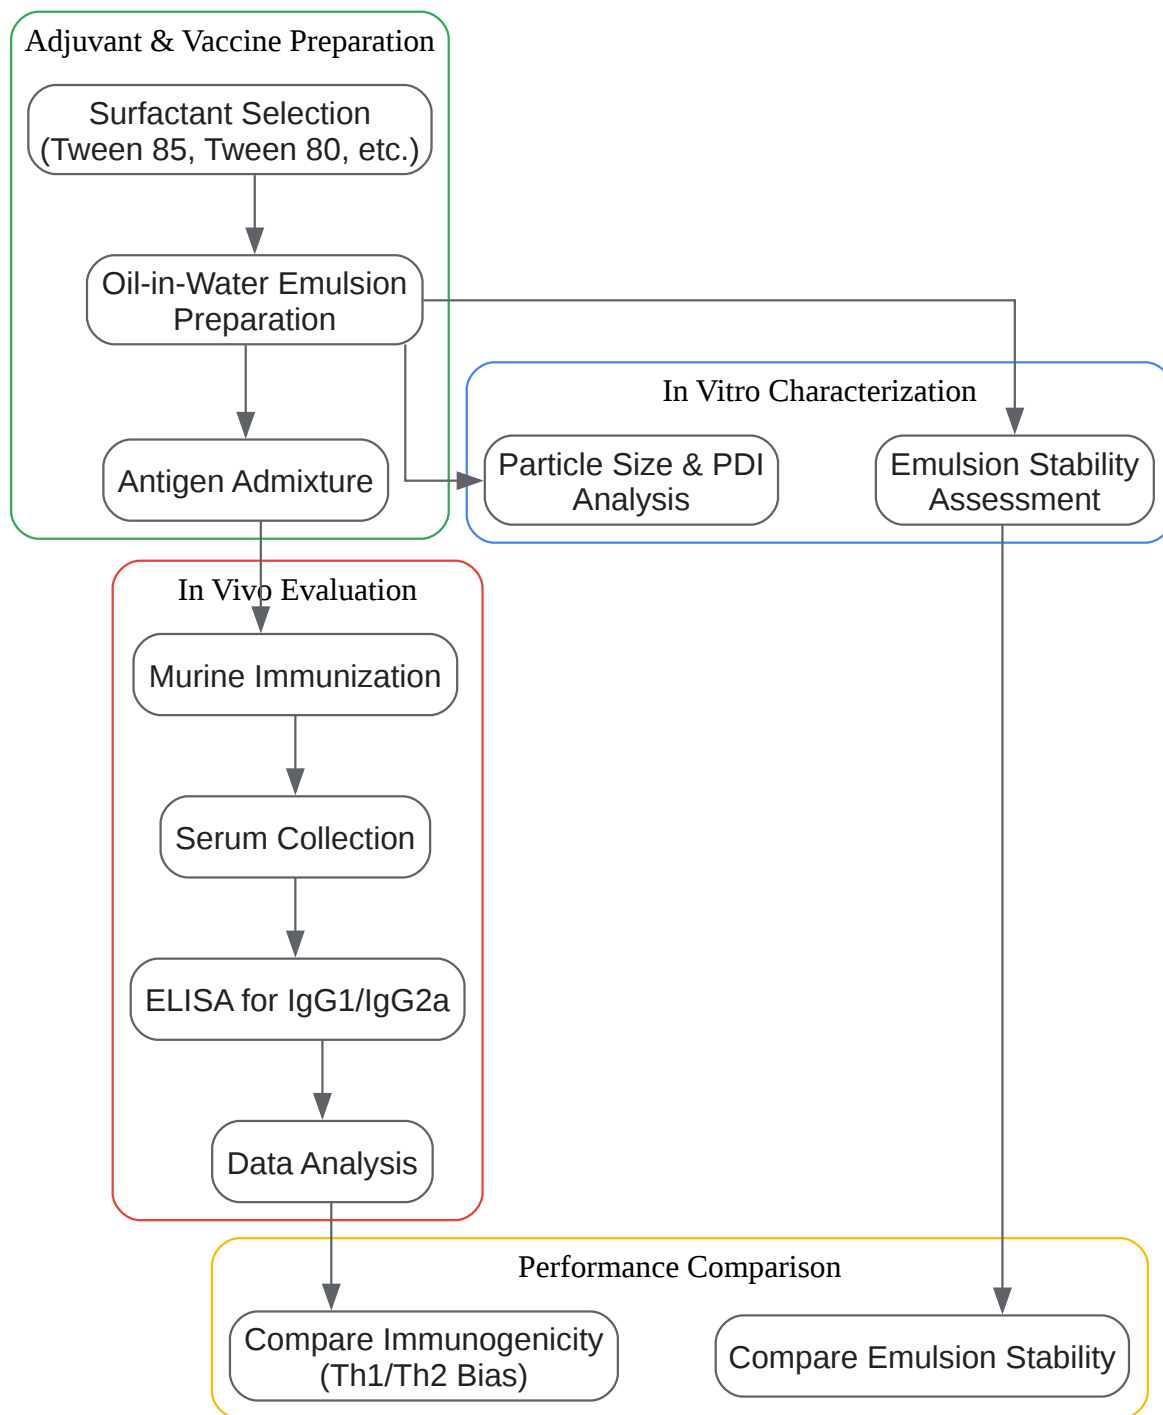 Adjuvant & Vaccine Preparation
Surfactant Selection
(Tween 85, Tween 80, etc.)
Oil-in-Water Emulsion
Preparation
Antigen Admixture
In Vitro Characterization
Particle Size & PDI
Analysis
Emulsion Stability
Assessment
In Vivo Evaluation
Murine Immunization
Serum Collection
ELISA for IgG1/IgG2a
Data Analysis
Performance Comparison
Compare Immunogenicity
(Th1/Th2 Bias)
Compare Emulsion Stability